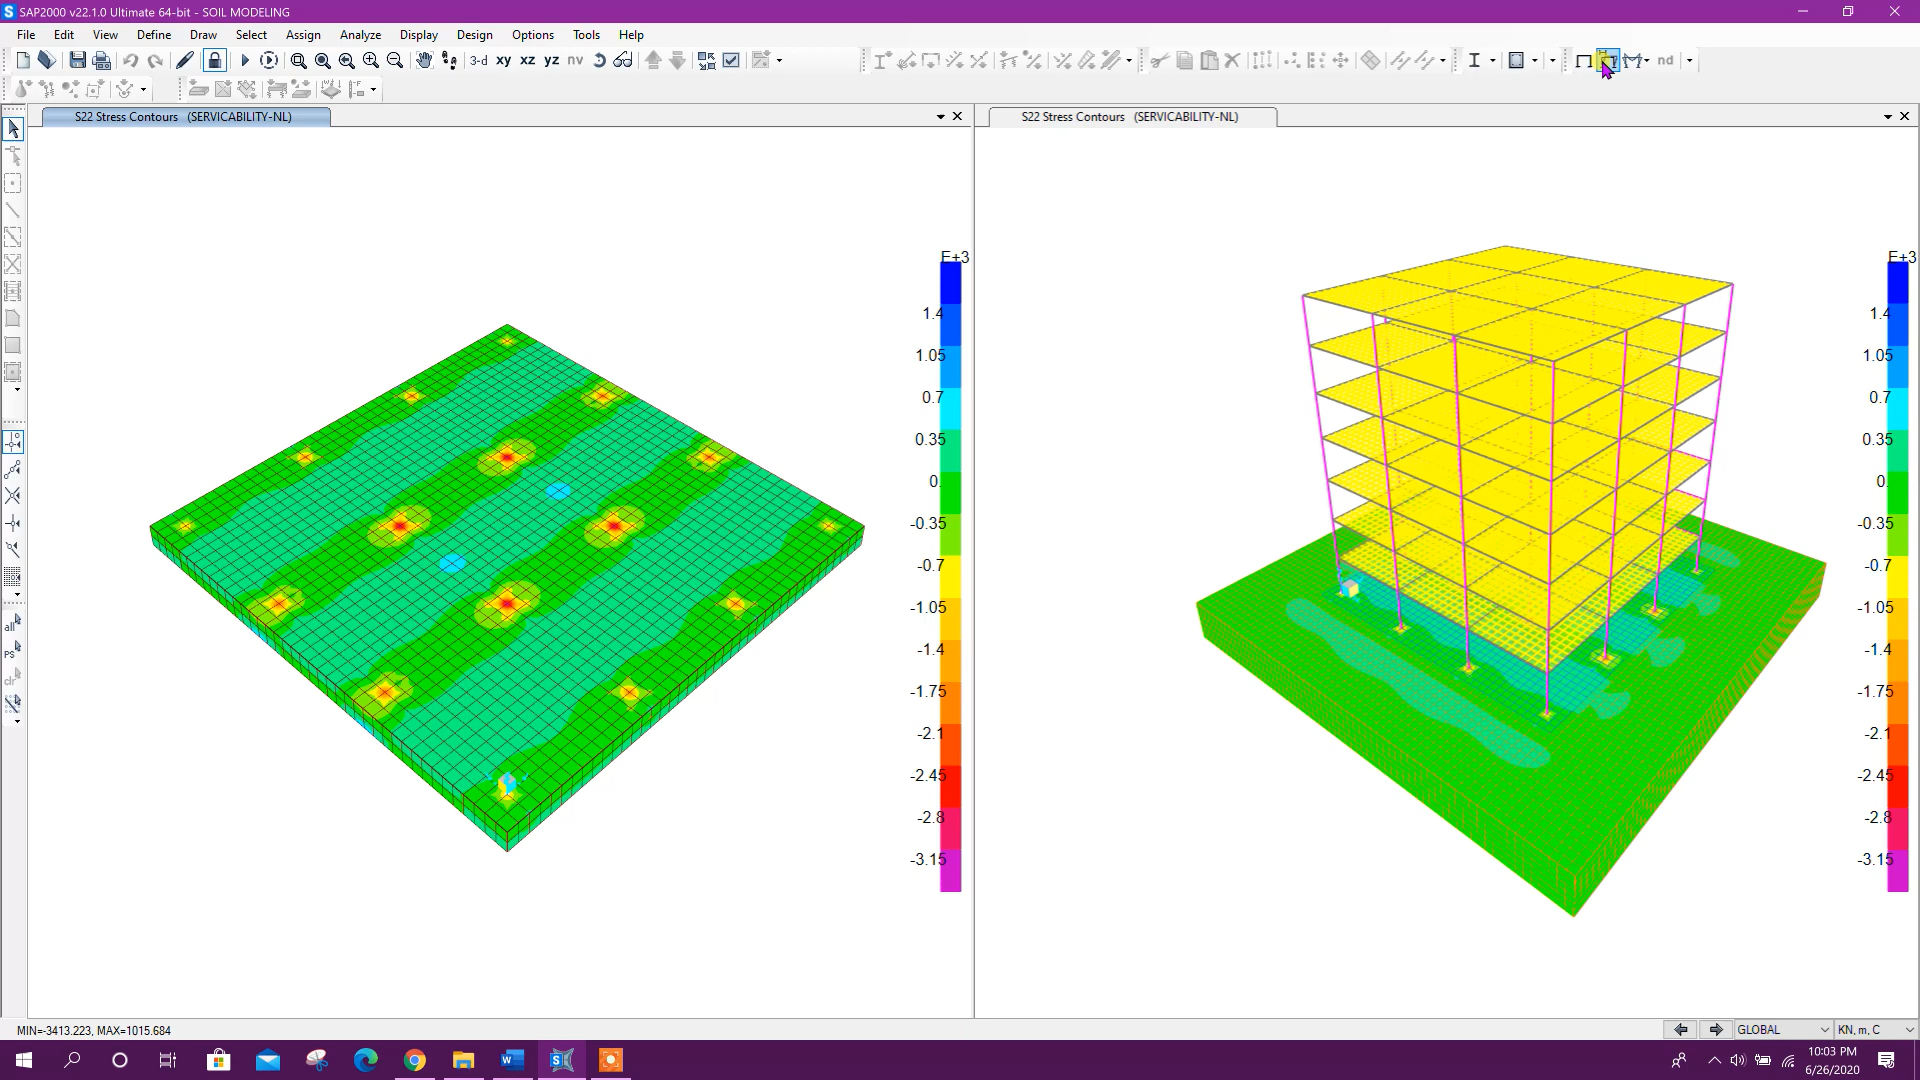 SAP2000 v22.1.0 Ultimate 64-bit - SOIL MODELING
File Edit View Define Draw Select Assign Analyze Display Design Options Tools Help
3-d xy xz yz nv nd
S22 Stress Contours (SERVICABILITY-NL)
E+3
1.4
1.05
0.7
0.35
0.
-0.35
-0.7
-1.05
-1.4
-1.75
-2.1
-2.45
-2.8
-3.15
S22 Stress Contours (SERVICABILITY-NL)
E+3
1.4
1.05
0.7
0.35
0.
-0.35
-0.7
-1.05
-1.4
-1.75
-2.1
-2.45
-2.8
-3.15
all
PS
clr
MIN=-3413.223, MAX=1015.684
GLOBAL
KN, m, C
10:03 PM
6/26/2020